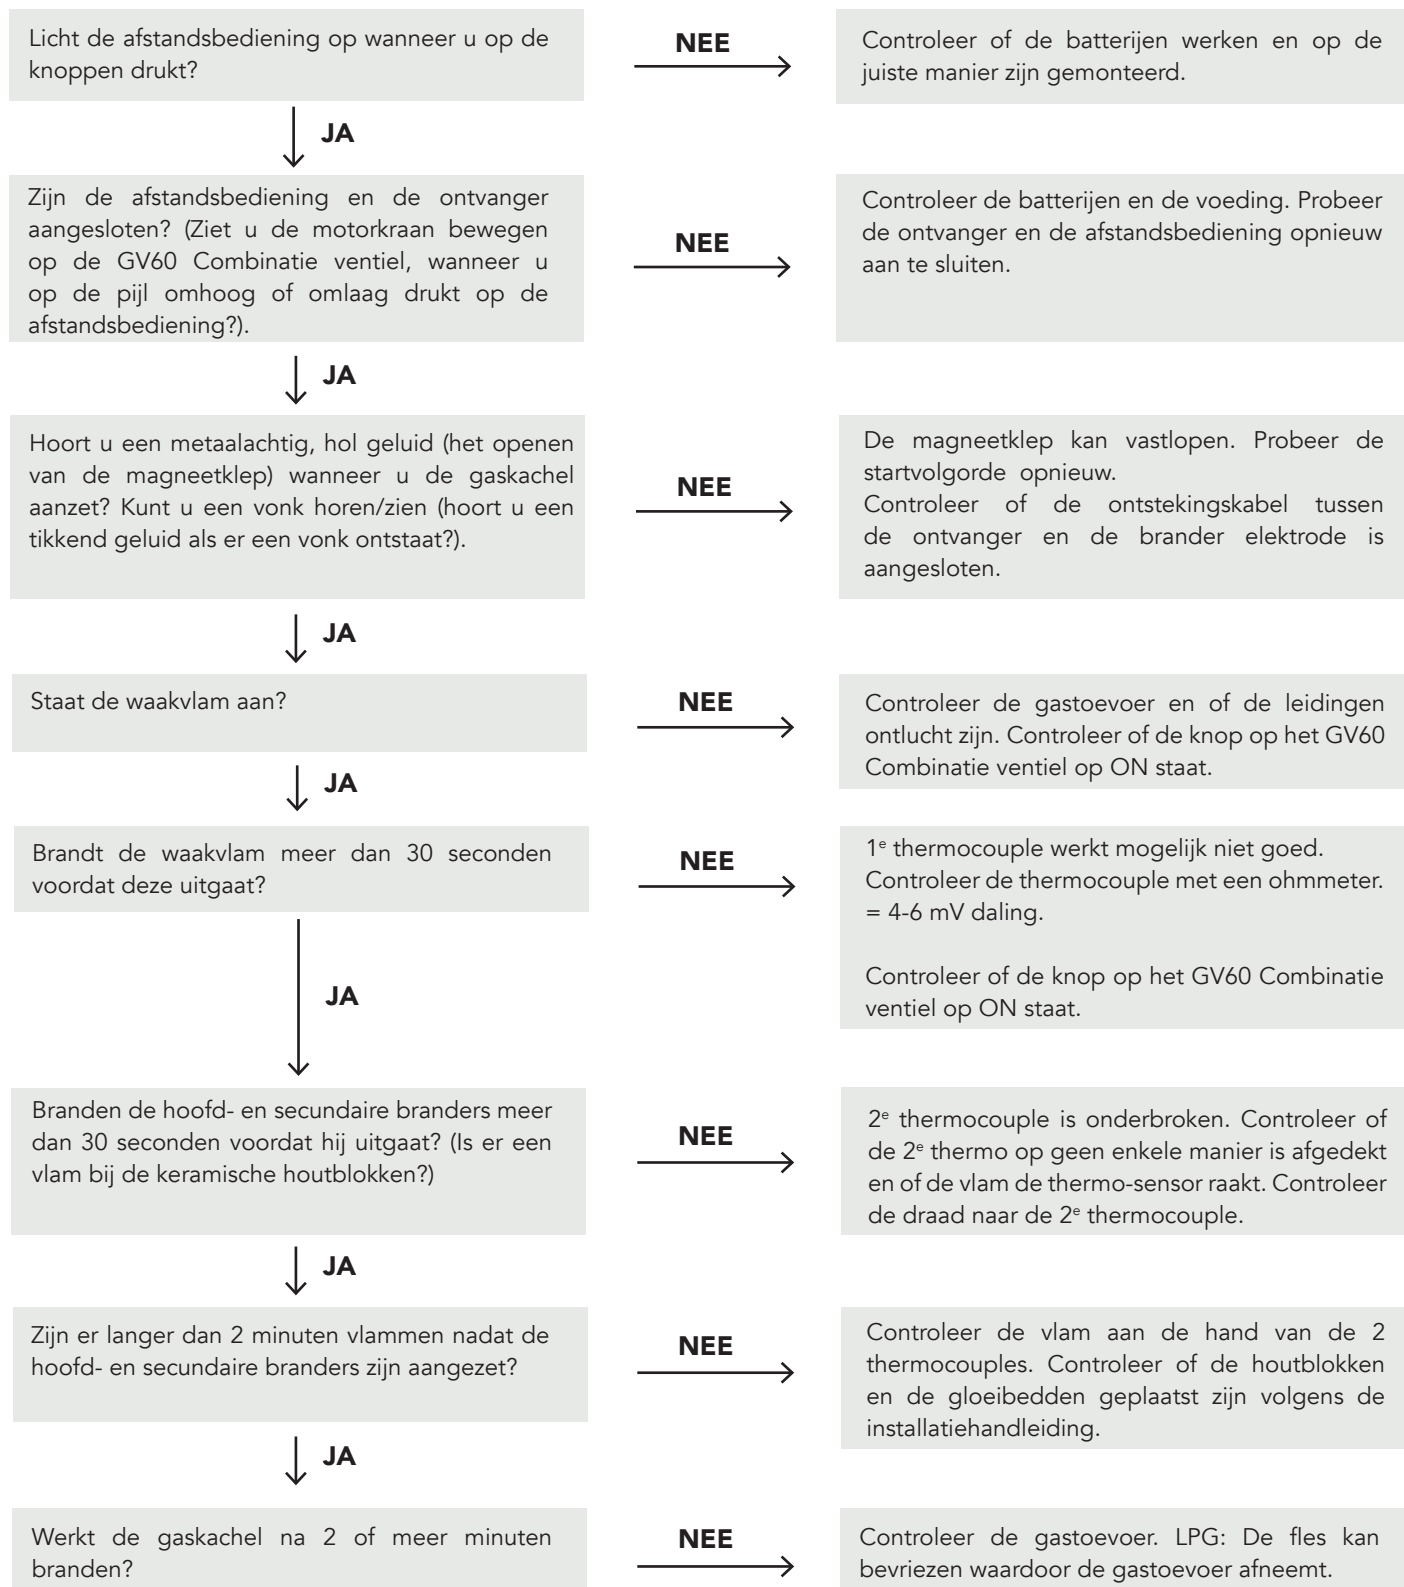 Licht de afstandsbediening op wanneer u op de
knoppen drukt?
NEE
Controleer of de batterijen werken en op de
juiste manier zijn gemonteerd.
JA
Zijn de afstandsbediening en de ontvanger
aangesloten? (Ziet u de motorkraan bewegen
op de GV60 Combinatie ventiel, wanneer u
op de pijl omhoog of omlaag drukt op de
afstandsbediening?).
NEE
Controleer de batterijen en de voeding. Probeer
de ontvanger en de afstandsbediening opnieuw
aan te sluiten.
JA
Hoort u een metaalachtig, hol geluid (het openen
van de magneetklep) wanneer u de gaskachel
aanzet? Kunt u een vonk horen/zien (hoort u een
tikkend geluid als er een vonk ontstaat?).
NEE
De magneetklep kan vastlopen. Probeer de
startvolgorde opnieuw.
Controleer of de ontstekingskabel tussen
de ontvanger en de brander elektrode is
aangesloten.
JA
Staat de waakvlam aan?
NEE
Controleer de gastoevoer en of de leidingen
ontlucht zijn. Controleer of de knop op het GV60
Combinatie ventiel op ON staat.
JA
Brandt de waakvlam meer dan 30 seconden
voordat deze uitgaat?
NEE
1e thermocouple werkt mogelijk niet goed.
Controleer de thermocouple met een ohmmeter.
= 4-6 mV daling.
Controleer of de knop op het GV60 Combinatie
ventiel op ON staat.
JA
Branden de hoofd- en secundaire branders meer
dan 30 seconden voordat hij uitgaat? (Is er een
vlam bij de keramische houtblokken?)
NEE
2e thermocouple is onderbroken. Controleer of
de 2e thermo op geen enkele manier is afgedekt
en of de vlam de thermo-sensor raakt. Controleer
de draad naar de 2e thermocouple.
JA
Zijn er langer dan 2 minuten vlammen nadat de
hoofd- en secundaire branders zijn aangezet?
NEE
Controleer de vlam aan de hand van de 2
thermocouples. Controleer of de houtblokken
en de gloeibedden geplaatst zijn volgens de
installatiehandleiding.
JA
Werkt de gaskachel na 2 of meer minuten
branden?
NEE
Controleer de gastoevoer. LPG: De fles kan
bevriezen waardoor de gastoevoer afneemt.